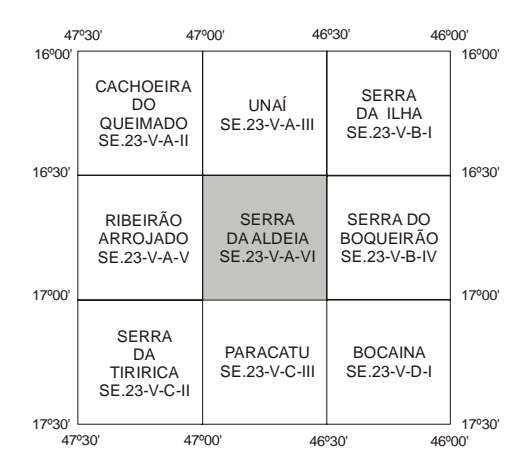 47º30' 47º00' 46º30' 46º00'
16º00' 16º00'
CACHOEIRA
DO
QUEIMADO
SE.23-V-A-II
UNAÍ
SE.23-V-A-III
SERRA
DA ILHA
SE.23-V-B-I
16º30' 16º30'
RIBEIRÃO
ARROJADO
SE.23-V-A-V
SERRA
DA ALDEIA
SE.23-V-A-VI
SERRA DO
BOQUEIRÃO
SE.23-V-B-IV
17º00' 17º00'
SERRA
DA
TIRIRICA
SE.23-V-C-II
PARACATU
SE.23-V-C-III
BOCAINA
SE.23-V-D-I
17º30' 17º30'
47º30' 47º00' 46º30' 46º00'